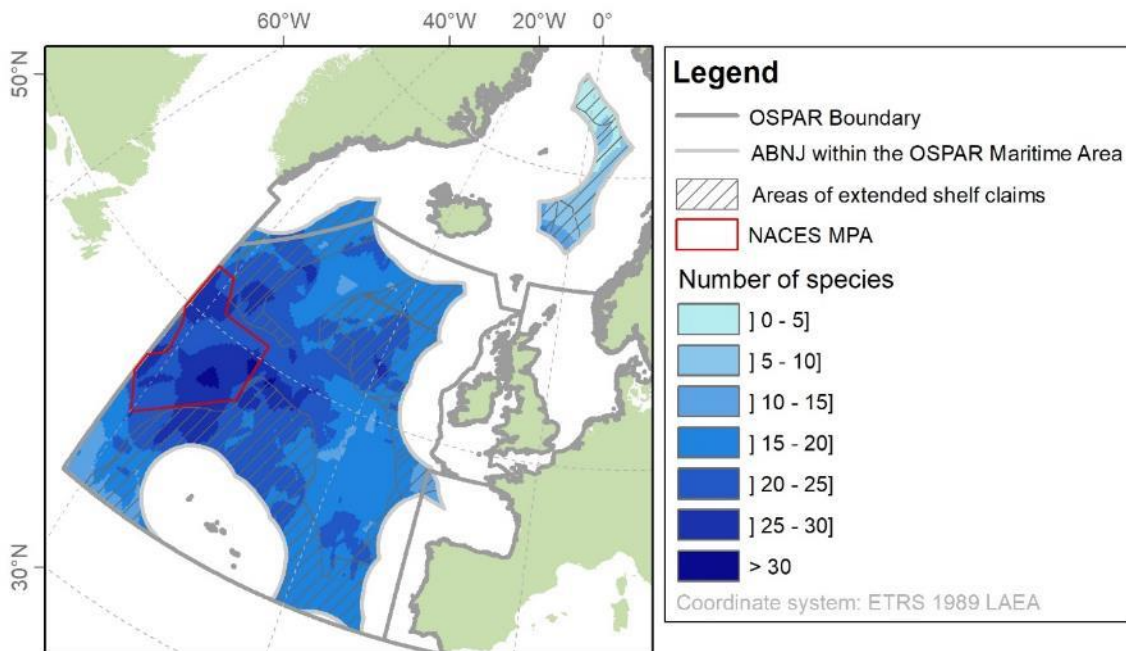 60°W
40°W
20°W
0°
50°N
30°N
20°W
0°
Legend
OSPAR Boundary
ABNJ within the OSPAR Maritime Area
Areas of extended shelf claims
NACES MPA
Number of species
] 0 - 5]
] 5 - 10]
] 10 - 15]
] 15 - 20]
] 20 - 25]
] 25 - 30]
> 30
Coordinate system: ETRS 1989 LAEA